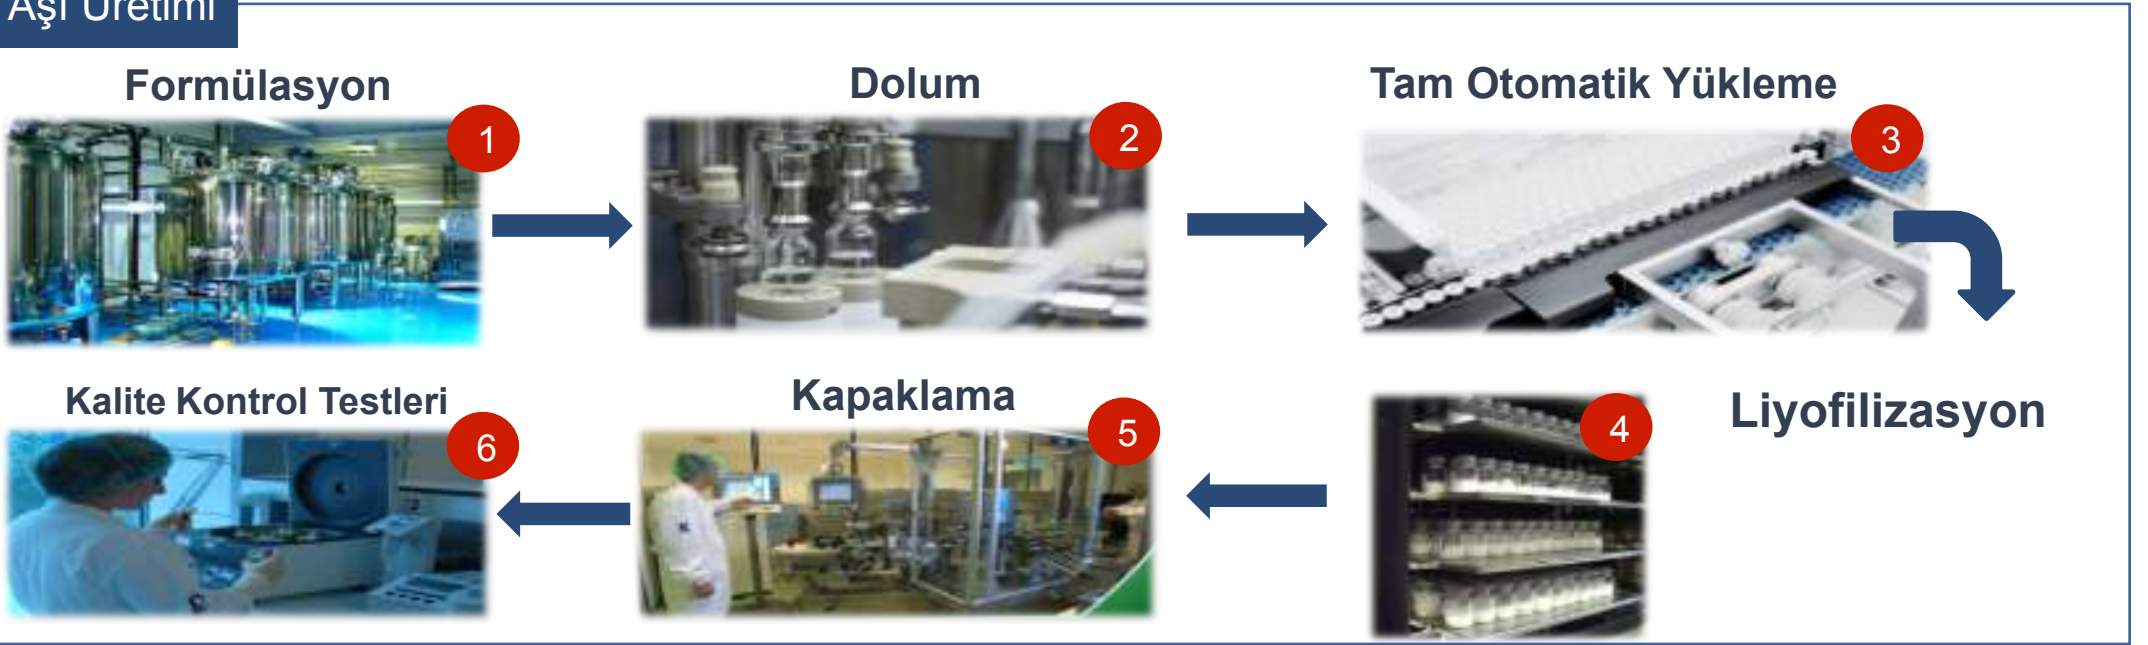 Aşı Üretimi
Formülasyon
1
Dolum
2
Tam Otomatik Yükleme
3
Liyofilizasyon
4
Kapaklama
5
Kalite Kontrol Testleri
6